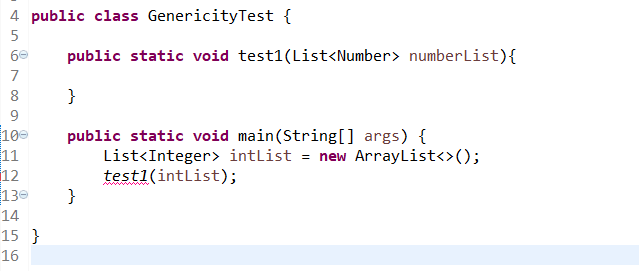 4 public class GenericityTest {
5
6 public static void test1(List<Number> numberList){
7
8 }
9
10 public static void main(String[] args) {
11 List<Integer> intList = new ArrayList<>();
12 test1(intList);
13 }
14
15 }
16